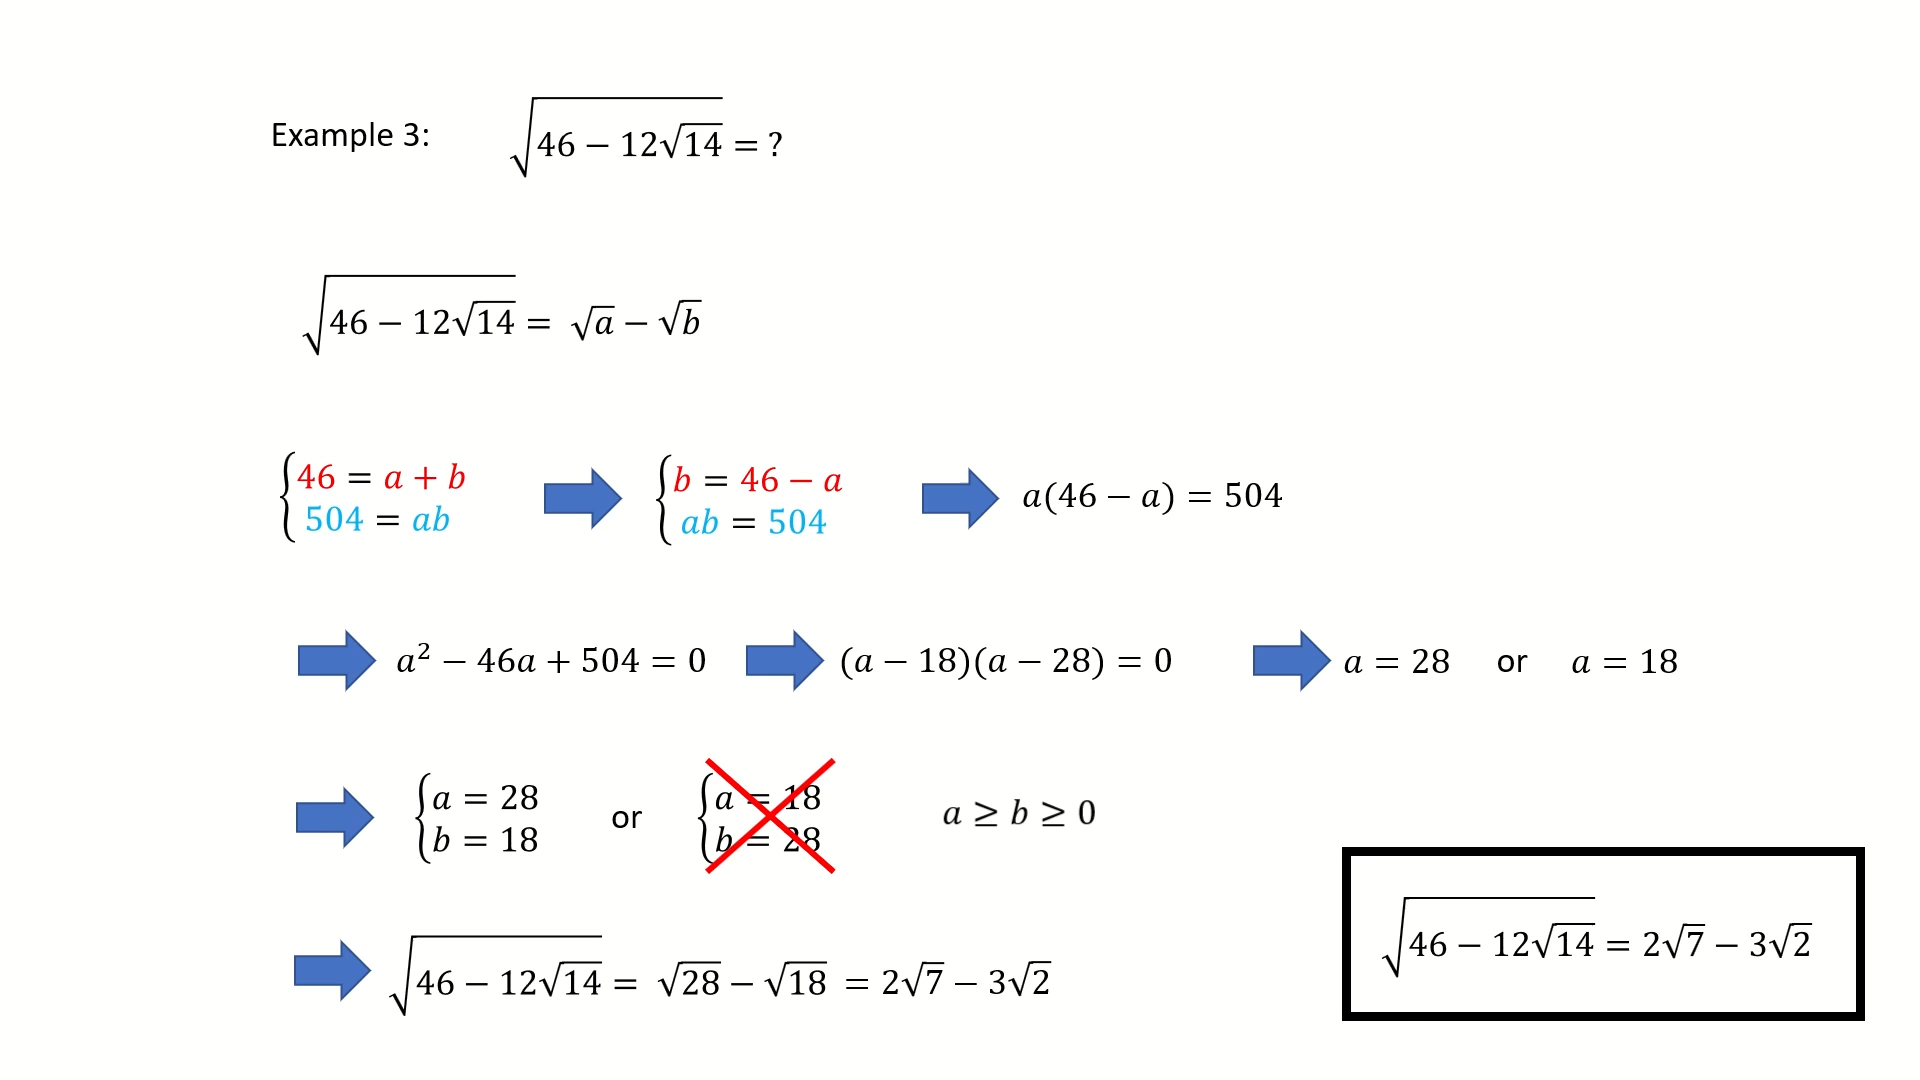 Example 3: √(46 − 12√14) = ?
√(46 − 12√14) = √a − √b
{46 = a + b {b = 46 − a a(46 − a) = 504
504 = ab ab = 504
a² − 46a + 504 = 0 (a − 18)(a − 28) = 0 a = 28 or a = 18
{a = 28 or {a = 18 a ≥ b ≥ 0
b = 18 b = 28
√(46 − 12√14) = √28 − √18 = 2√7 − 3√2
√(46 − 12√14) = 2√7 − 3√2